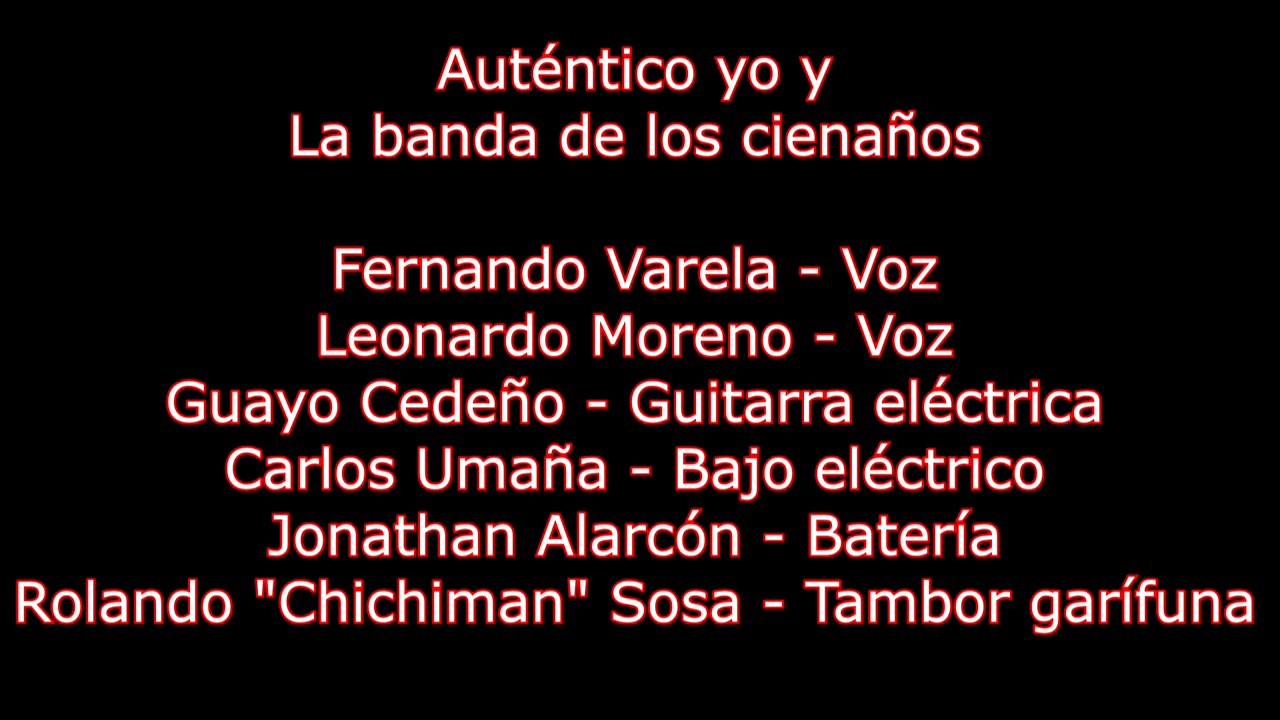 Auténtico yo y
La banda de los cienaños
Fernando Varela - Voz
Leonardo Moreno - Voz
Guayo Cedeño - Guitarra eléctrica
Carlos Umaña - Bajo eléctrico
Jonathan Alarcón - Batería
Rolando "Chichiman" Sosa - Tambor garífuna